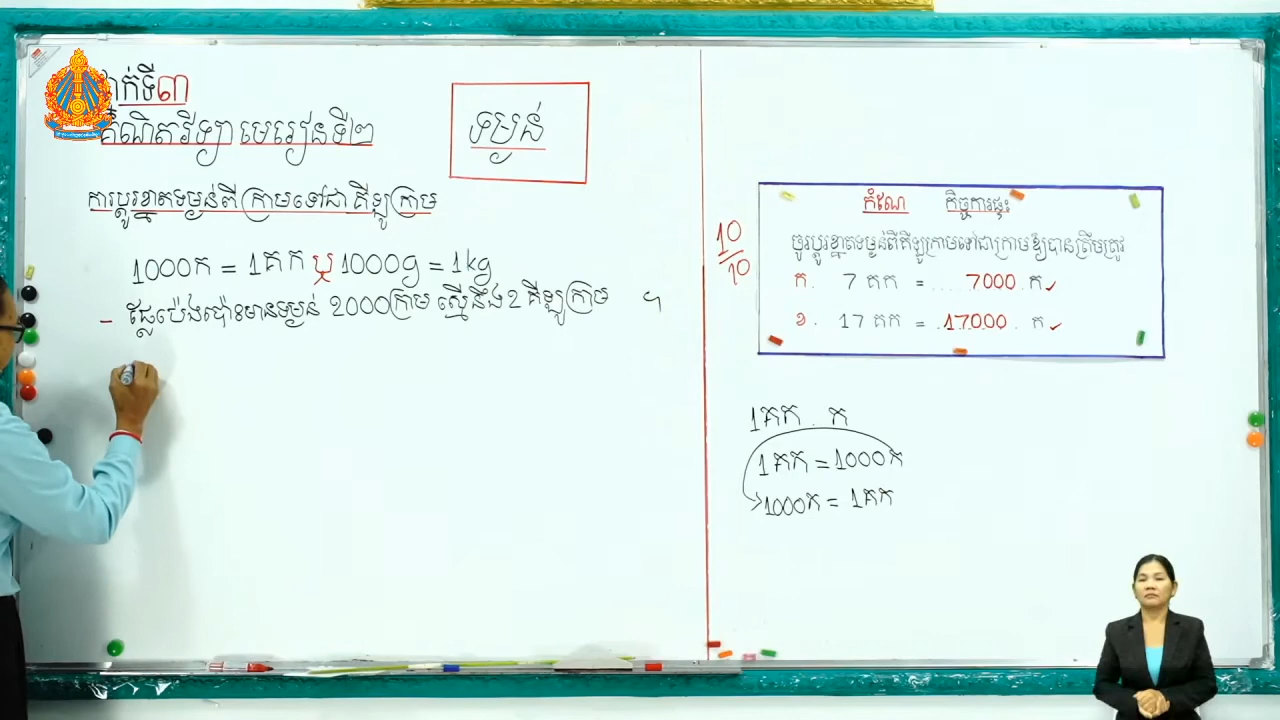 ថ្នាក់ទី៣
គណិតវិទ្យា មេរៀនទី២
ទម្ងន់
ការប្ដូរខ្នាតទម្ងន់ពីក្រាមទៅជា គីឡូក្រាម
1000ក = 1គក ឬ 1000g = 1kg
- ផ្លែប៉េងប៉ោះមានទម្ងន់ 2000ក្រាម ស្មើនឹង2 គីឡូក្រាម ។
10/10
កំណែ កិច្ចការផ្ទះ
ចូរប្ដូរខ្នាតទម្ងន់ពីគីឡូក្រាមទៅជាក្រាមឱ្យបានត្រឹមត្រូវ
ក. 7 គក = ... 7000 . ក ✓
ខ. 17 គក = .17000 . ក ✓
1គក . ក
1គក = 1000ក
1000ក = 1គក